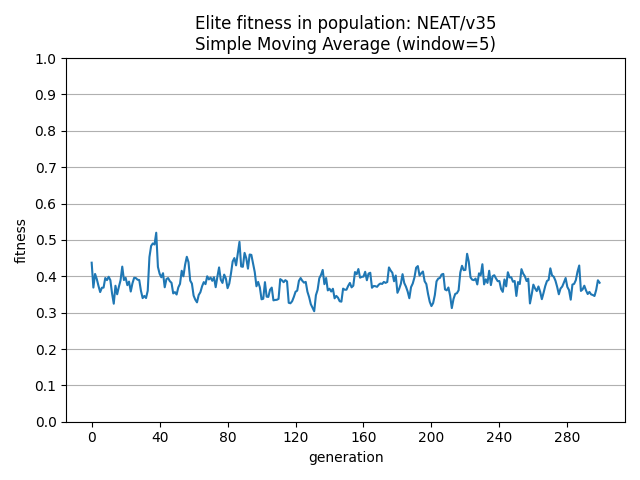 Elite fitness in population: NEAT/v35
Simple Moving Average (window=5)
1.0
0.9
0.8
0.7
0.6
0.5
0.4
0.3
0.2
0.1
0.0
fitness
0 40 80 120 160 200 240 280
generation